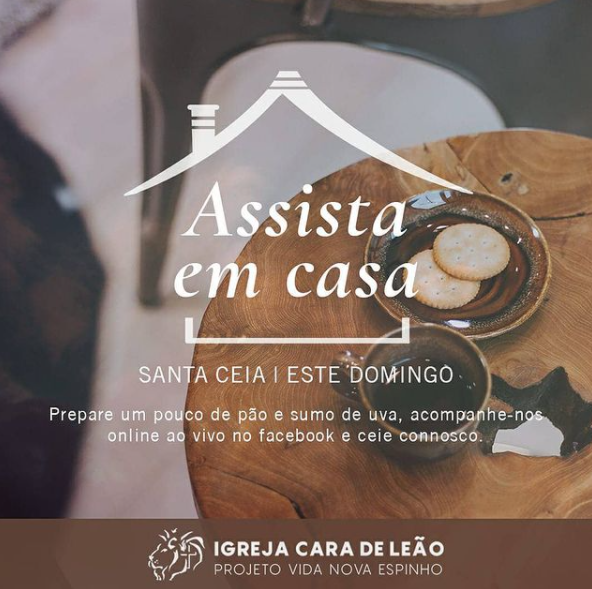 Assista
em casa
SANTA CEIA | ESTE DOMINGO
Prepare um pouco de pão e sumo de uva, acompanhe-nos
online ao vivo no facebook e ceie connosco.
IGREJA CARA DE LEÃO
PROJETO VIDA NOVA ESPINHO